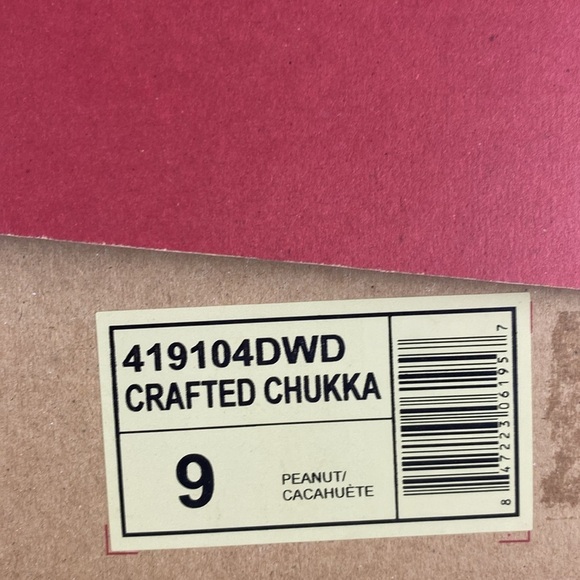 419104DWD
CRAFTED CHUKKA
9
PEANUT/
CACAHUÈTE
8 47223 06195 7